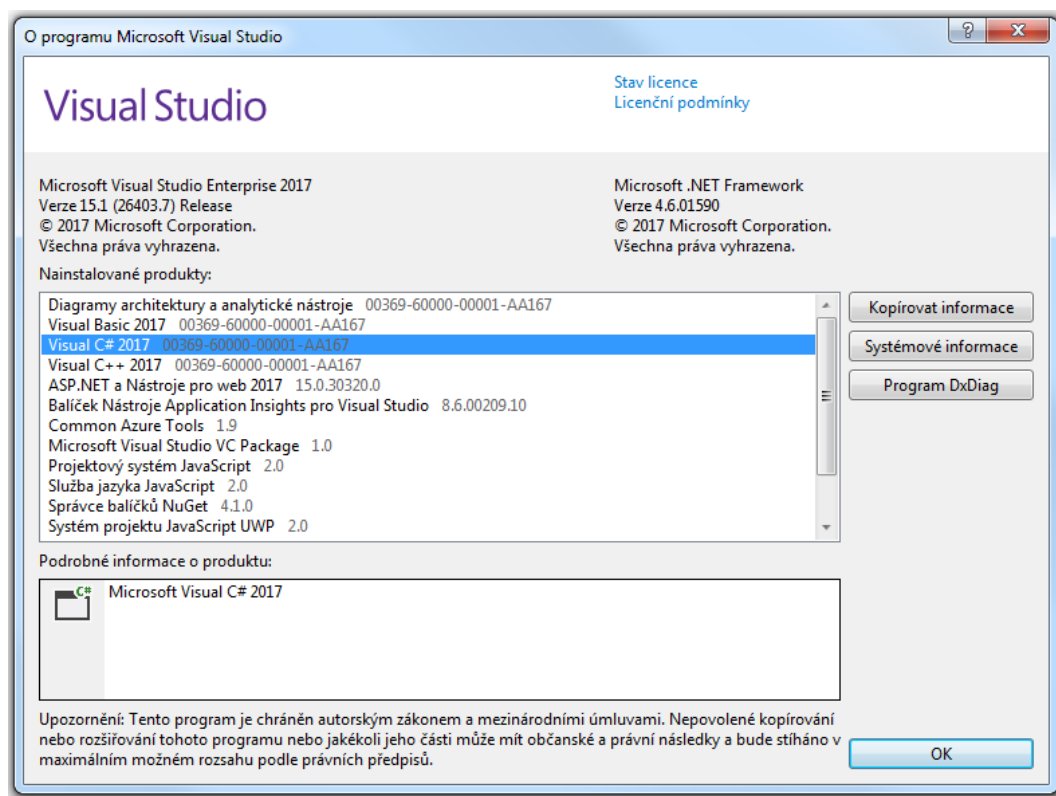 O programu Microsoft Visual Studio
Visual Studio
Stav licence
Licenční podmínky
Microsoft Visual Studio Enterprise 2017
Verze 15.1 (26403.7) Release
© 2017 Microsoft Corporation.
Všechna práva vyhrazena.
Microsoft .NET Framework
Verze 4.6.01590
© 2017 Microsoft Corporation.
Všechna práva vyhrazena.
Nainstalované produkty:
Diagramy architektury a analytické nástroje 00369-60000-00001-AA167
Visual Basic 2017 00369-60000-00001-AA167
Visual C# 2017 00369-60000-00001-AA167
Visual C++ 2017 00369-60000-00001-AA167
ASP.NET a Nástroje pro web 2017 15.0.30320.0
Balíček Nástroje Application Insights pro Visual Studio 8.6.00209.10
Common Azure Tools 1.9
Microsoft Visual Studio VC Package 1.0
Projektový systém JavaScript 2.0
Služba jazyka JavaScript 2.0
Správce balíčků NuGet 4.1.0
Systém projektu JavaScript UWP 2.0
Kopírovat informace
Systémové informace
Program DxDiag
Podrobné informace o produktu:
C#
Microsoft Visual C# 2017
Upozornění: Tento program je chráněn autorským zákonem a mezinárodními úmluvami. Nepovolené kopírování
nebo rozšiřování tohoto programu nebo jakékoli jeho části může mít občanské a právní následky a bude stíháno v
maximálním možném rozsahu podle právních předpisů.
OK